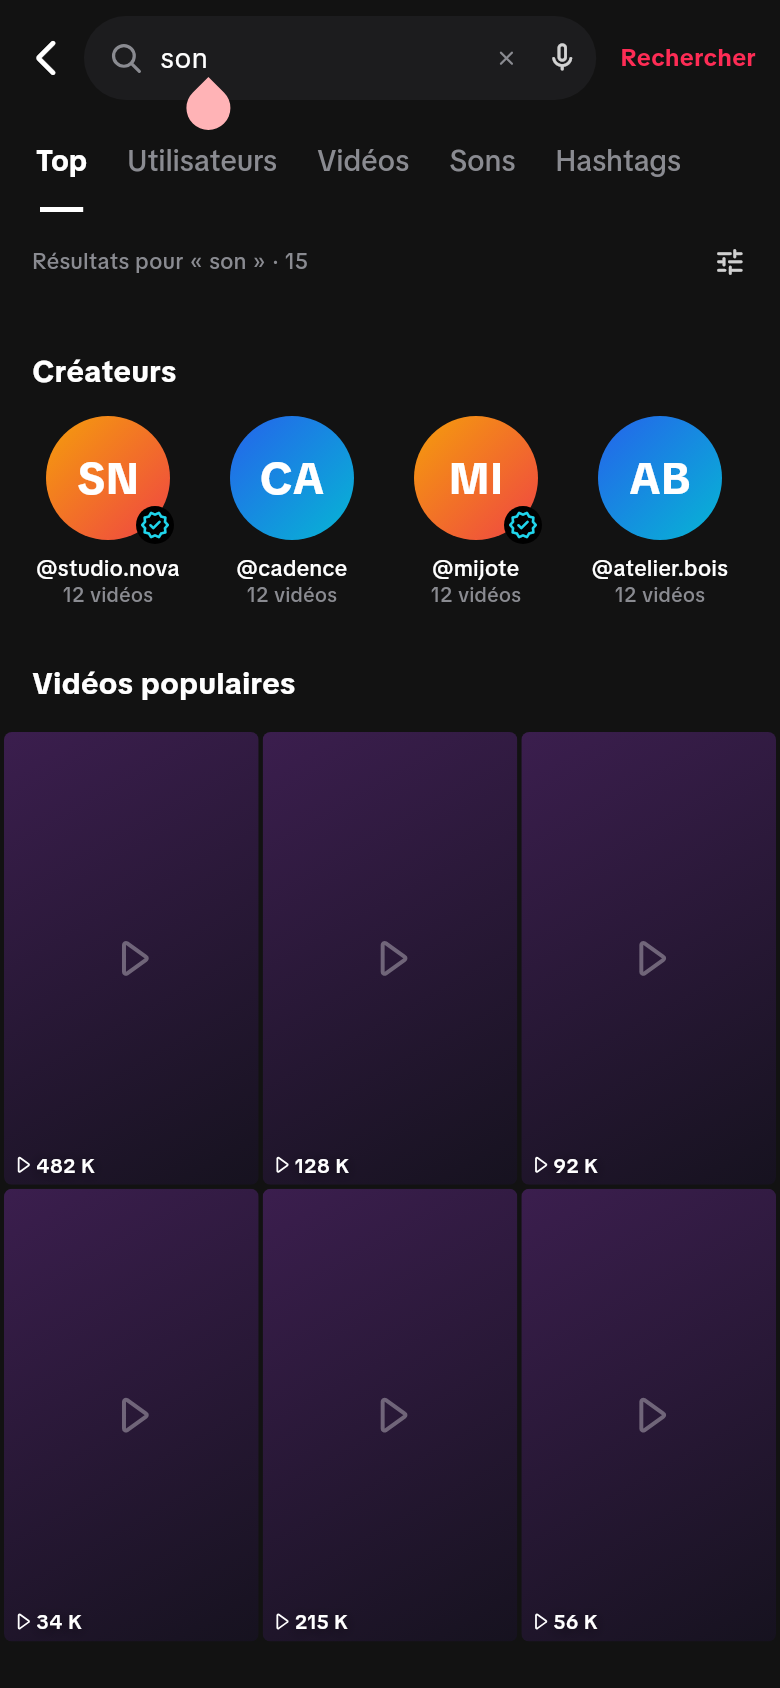 son
Rechercher
Top Utilisateurs Vidéos Sons Hashtags
Résultats pour « son » · 15
Créateurs
SN CA MI AB
@studio.nova @cadence @mijote @atelier.bois
12 vidéos 12 vidéos 12 vidéos 12 vidéos
Vidéos populaires
482 K 128 K 92 K
34 K 215 K 56 K